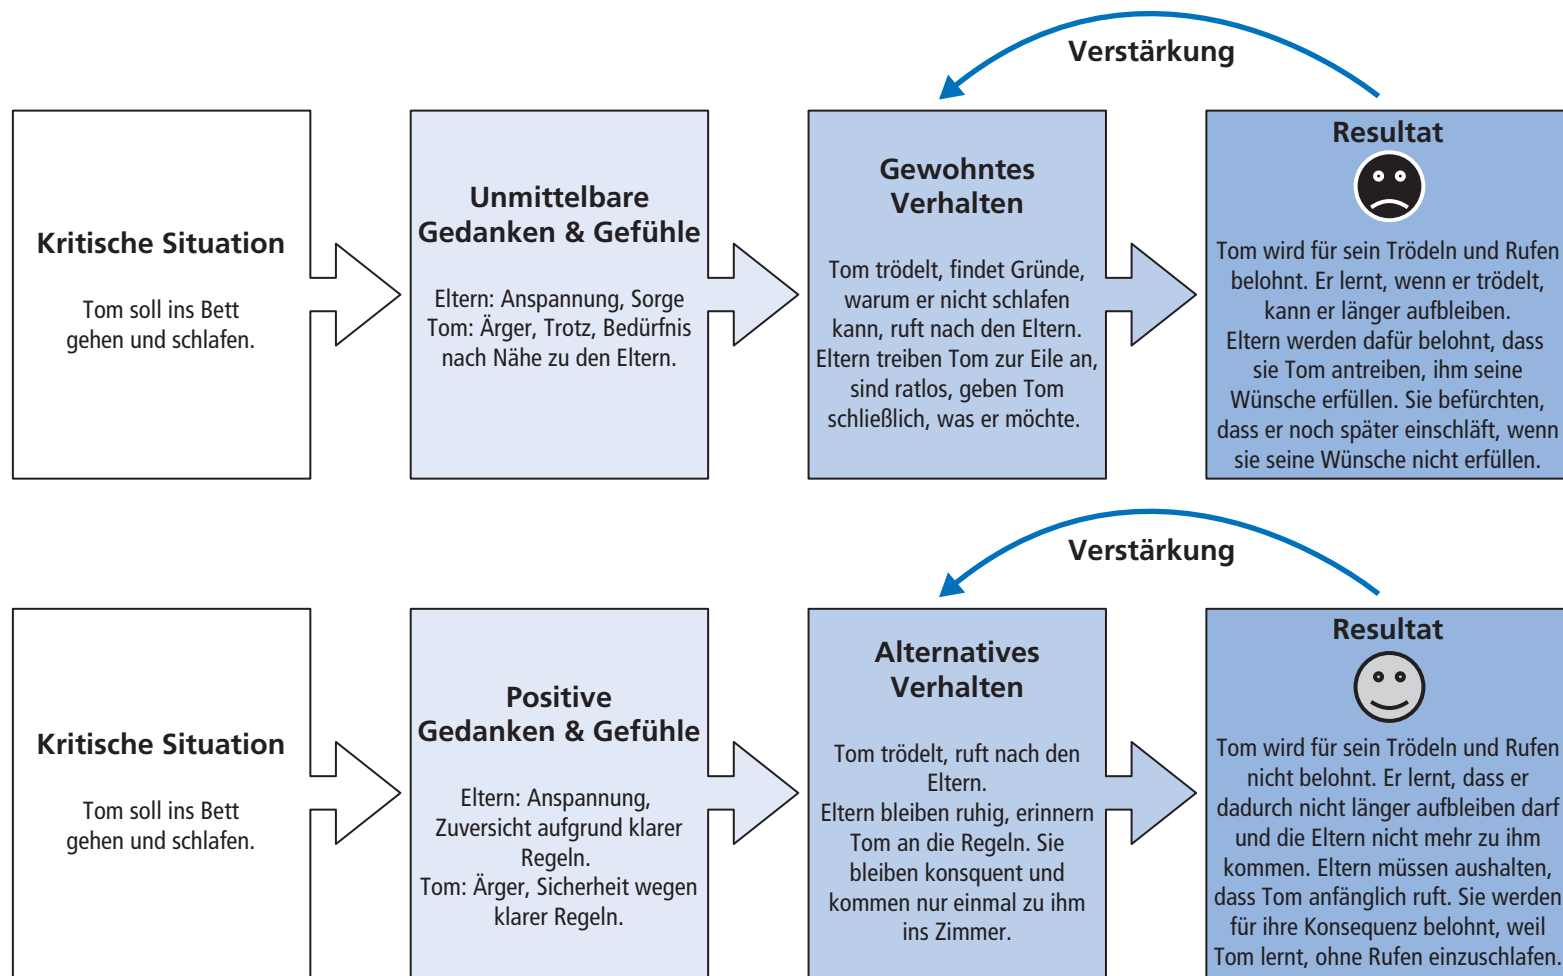 Verstärkung
Kritische Situation
Tom soll ins Bett
gehen und schlafen.
Unmittelbare
Gedanken & Gefühle
Eltern: Anspannung, Sorge
Tom: Ärger, Trotz, Bedürfnis
nach Nähe zu den Eltern.
Gewohntes
Verhalten
Tom trödelt, findet Gründe,
warum er nicht schlafen
kann, ruft nach den Eltern.
Eltern treiben Tom zur Eile an,
sind ratlos, geben Tom
schließlich, was er möchte.
Resultat
Tom wird für sein Trödeln und Rufen
belohnt. Er lernt, wenn er trödelt,
kann er länger aufbleiben.
Eltern werden dafür belohnt, dass
sie Tom antreiben, ihm seine
Wünsche erfüllen. Sie befürchten,
dass er noch später einschläft, wenn
sie seine Wünsche nicht erfüllen.
Verstärkung
Kritische Situation
Tom soll ins Bett
gehen und schlafen.
Positive
Gedanken & Gefühle
Eltern: Anspannung,
Zuversicht aufgrund klarer
Regeln.
Tom: Ärger, Sicherheit wegen
klarer Regeln.
Alternatives
Verhalten
Tom trödelt, ruft nach den
Eltern.
Eltern bleiben ruhig, erinnern
Tom an die Regeln. Sie
bleiben konsquent und
kommen nur einmal zu ihm
ins Zimmer.
Resultat
Tom wird für sein Trödeln und Rufen
nicht belohnt. Er lernt, dass er
dadurch nicht länger aufbleiben darf
und die Eltern nicht mehr zu ihm
kommen. Eltern müssen aushalten,
dass Tom anfänglich ruft. Sie werden
für ihre Konsequenz belohnt, weil
Tom lernt, ohne Rufen einzuschlafen.